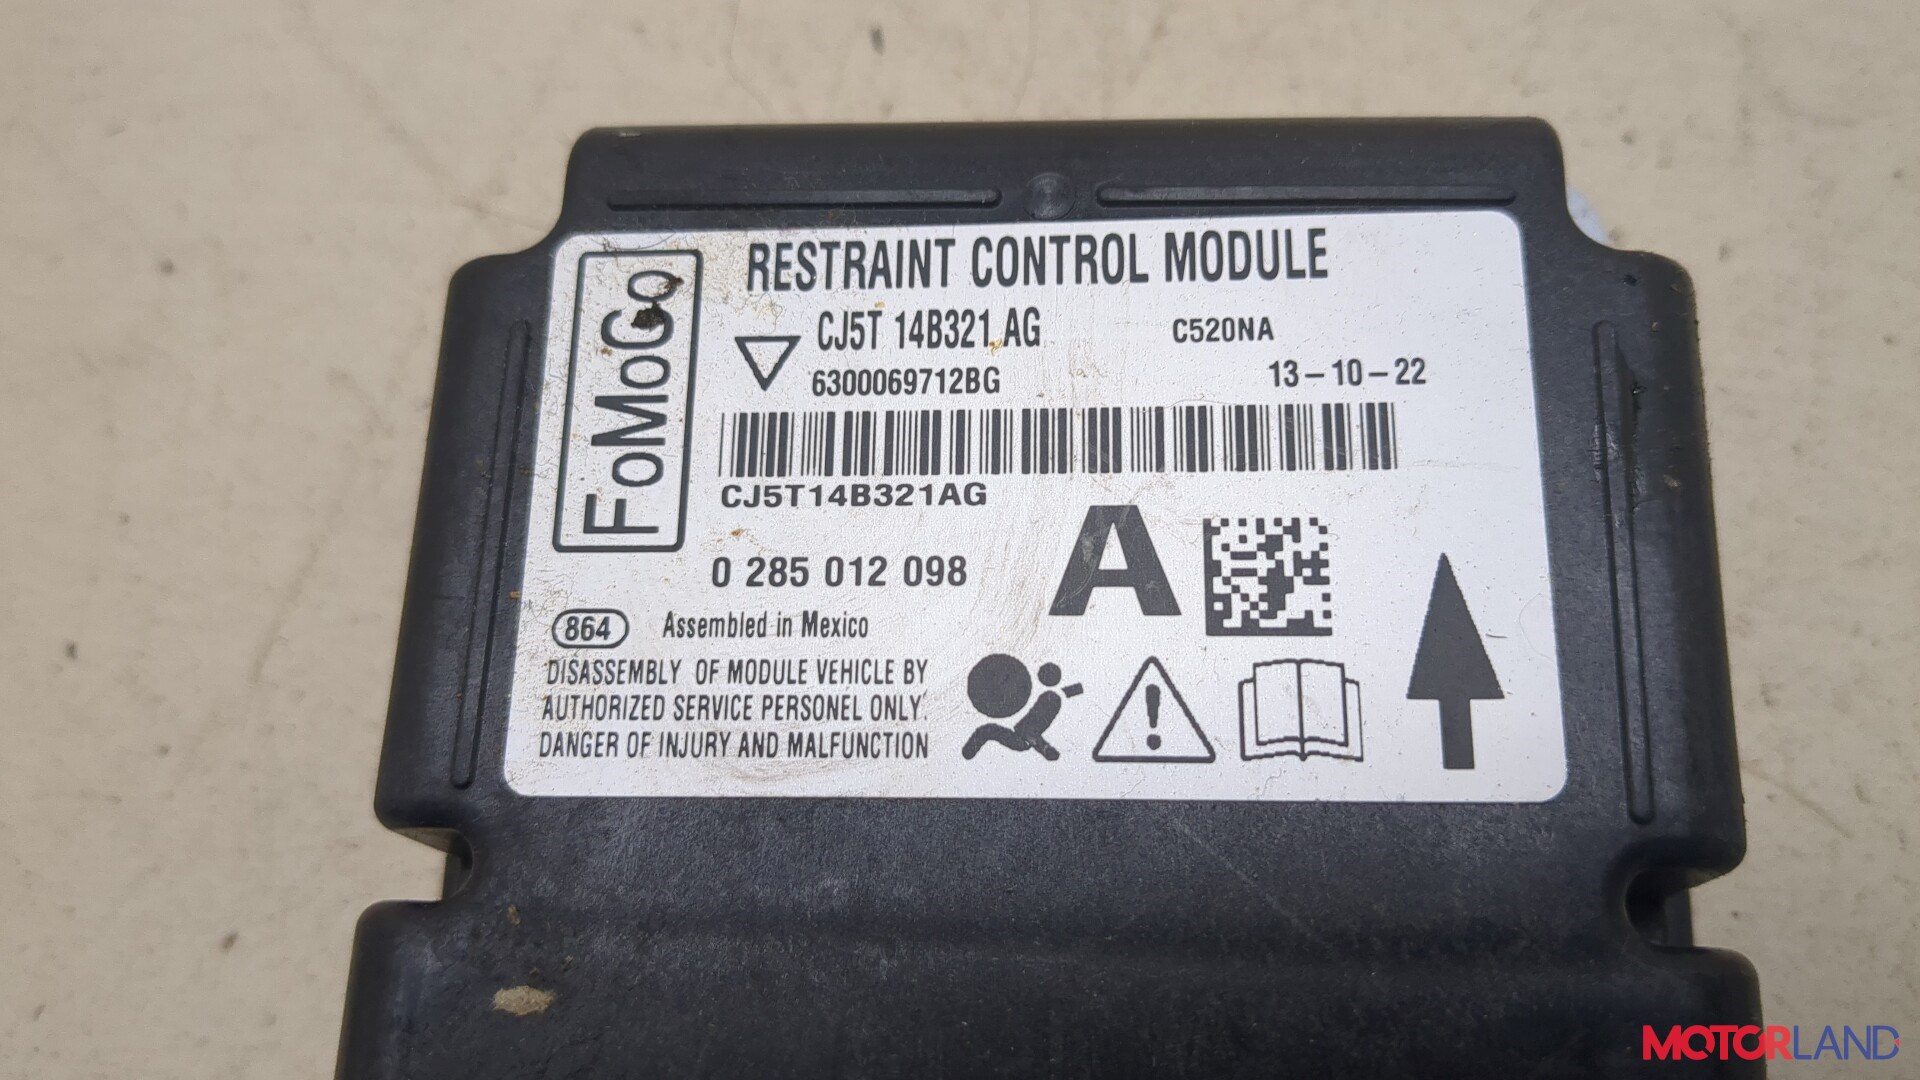 FoMoCo
RESTRAINT CONTROL MODULE
CJ5T 14B321 AG
C520NA
6300069712BG
13-10-22
CJ5T14B321AG
0 285 012 098
A
864
Assembled in Mexico
DISASSEMBLY OF MODULE VEHICLE BY
AUTHORIZED SERVICE PERSONEL ONLY.
DANGER OF INJURY AND MALFUNCTION
MOTORLAND